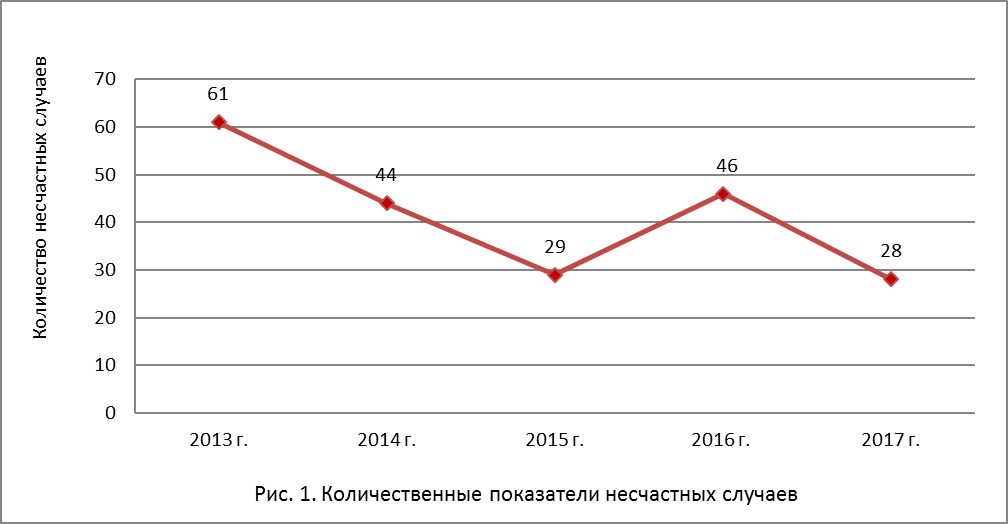 Количество несчастных случаев
70
60
50
40
30
20
10
0
61
44
29
46
28
2013 г.
2014 г.
2015 г.
2016 г.
2017 г.
Рис. 1. Количественные показатели несчастных случаев